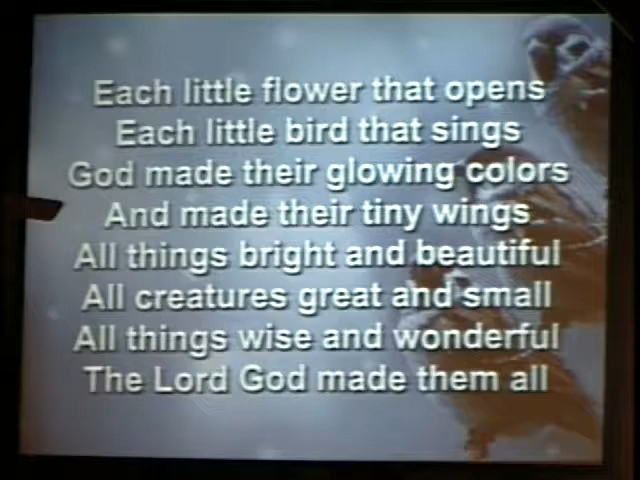 Each little flower that opens
Each little bird that sings
God made their glowing colors
And made their tiny wings
All things bright and beautiful
All creatures great and small
All things wise and wonderful
The Lord God made them all